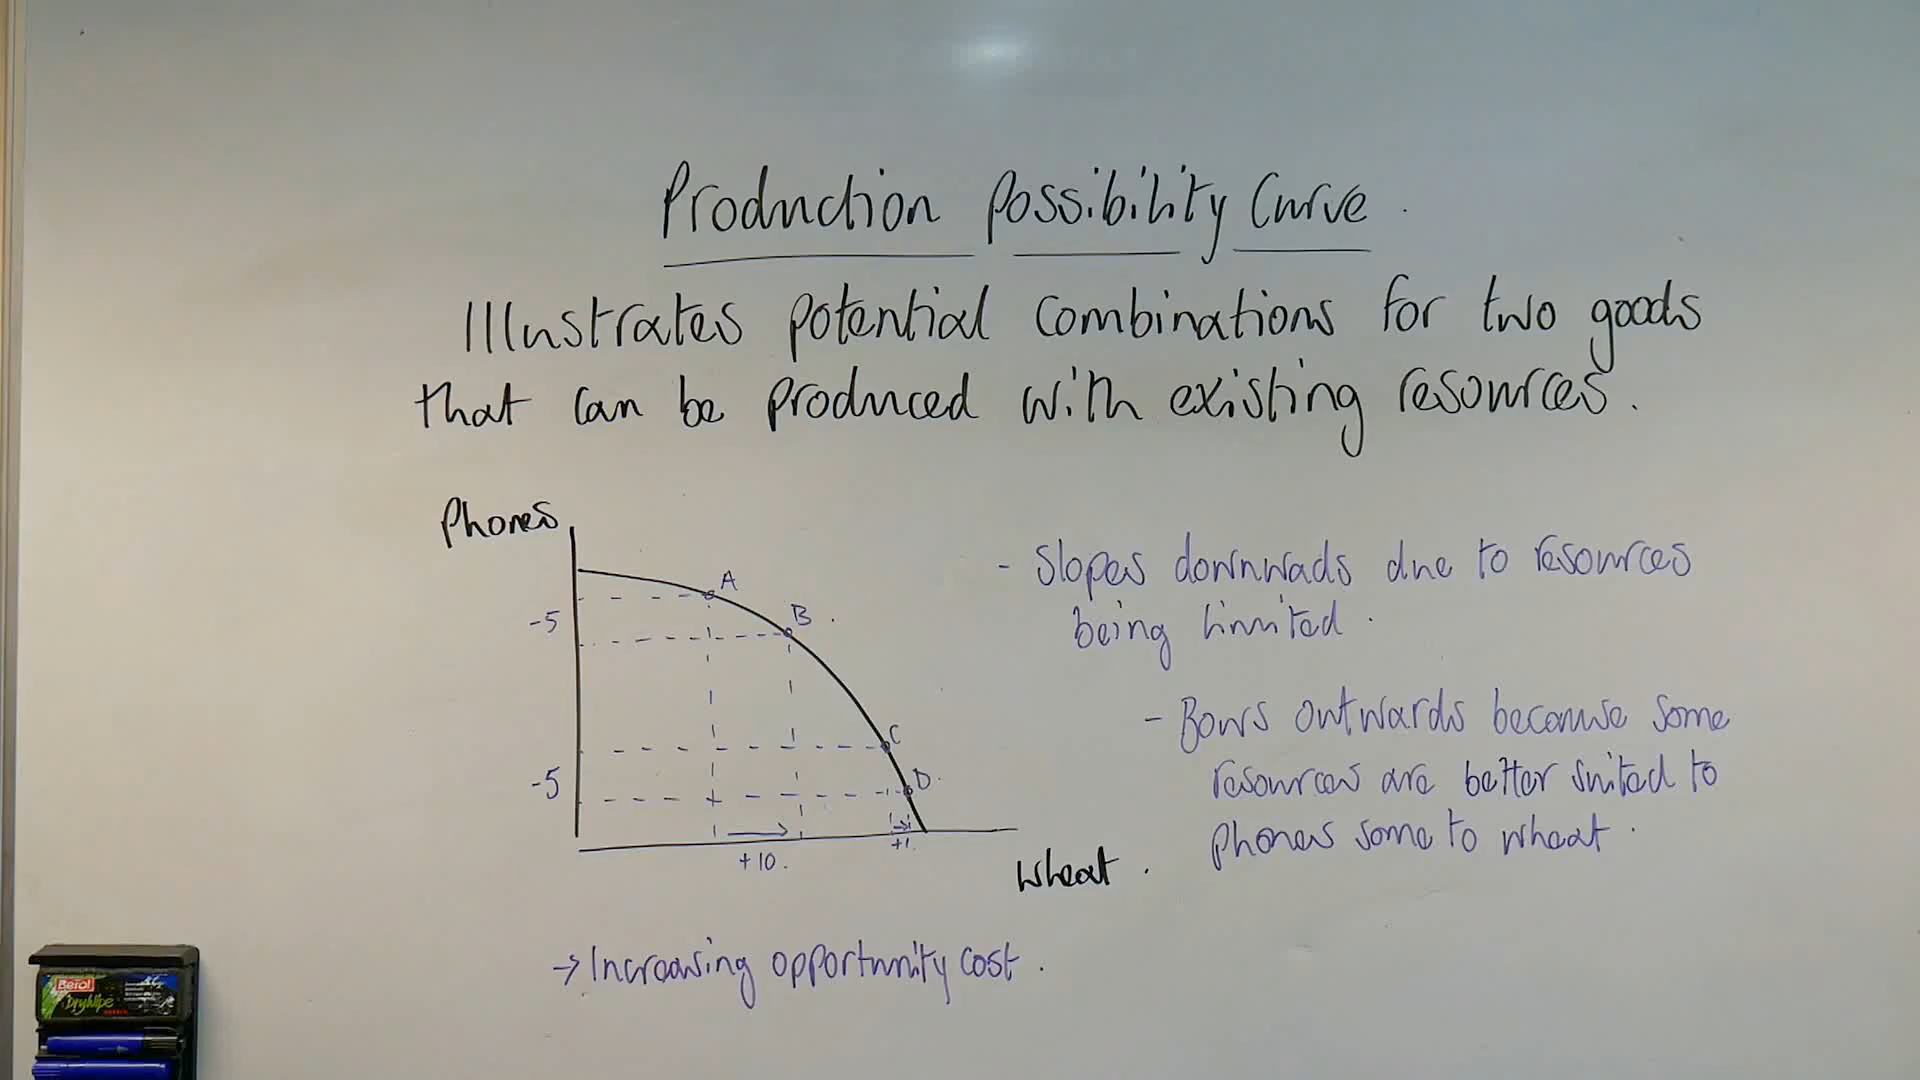 Production Possibility Curve.
Illustrates potential combinations for two goods
that can be produced with existing resources.
Phones
A
B
-5
C
D
-5
+10.
+1.
Wheat.
- Slopes downwads due to resources
being limited.
- Bows outwards because some
resources are better suited to
phones some to wheat.
→ Increasing opportunity cost.
Berol
Drywipe